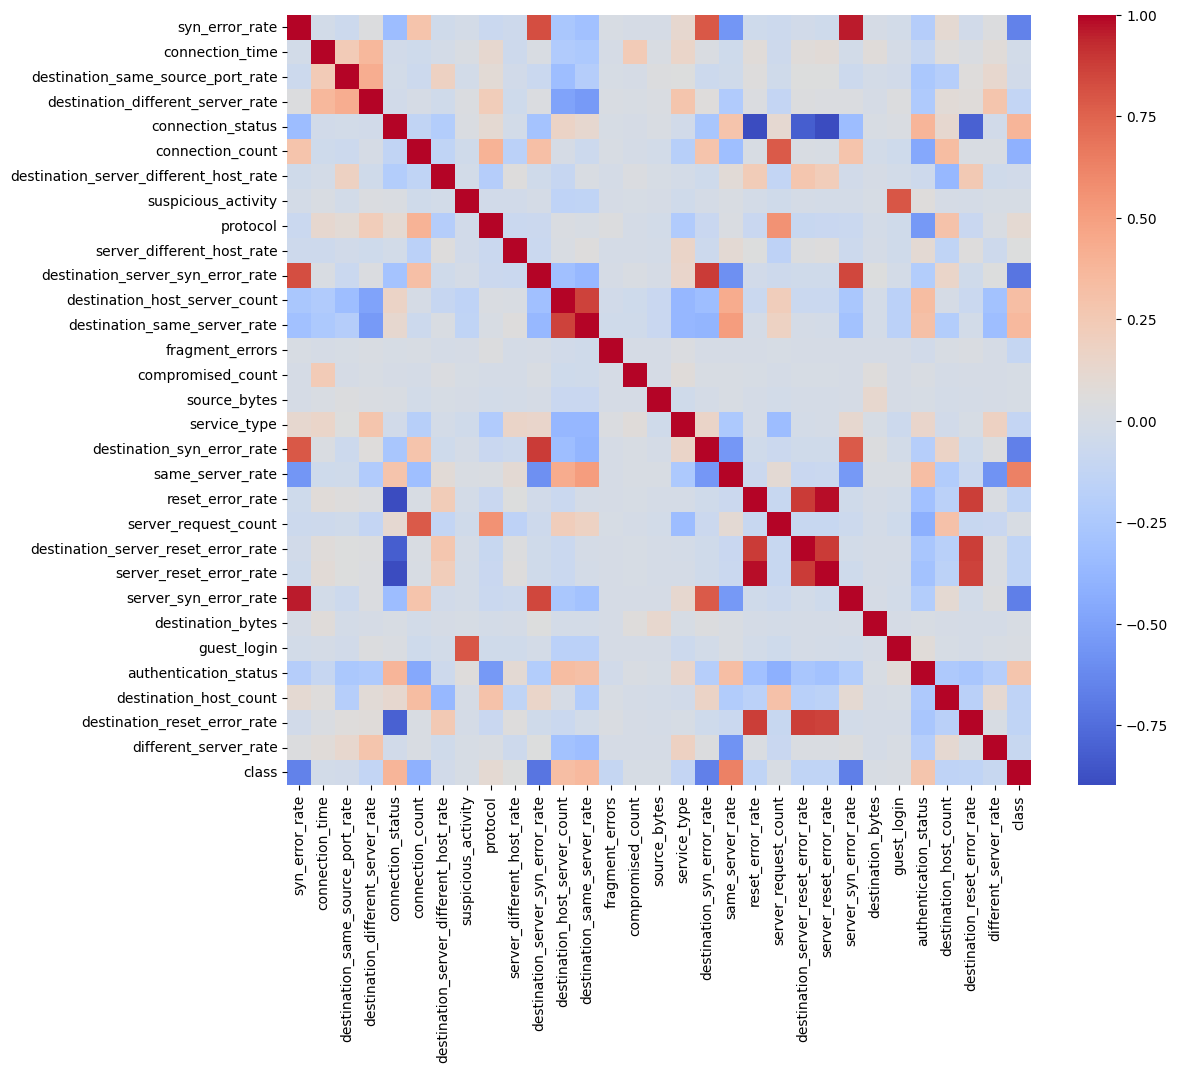 syn_error_rate
connection_time
destination_same_source_port_rate
destination_different_server_rate
connection_status
connection_count
destination_server_different_host_rate
suspicious_activity
protocol
server_different_host_rate
destination_server_syn_error_rate
destination_host_server_count
destination_same_server_rate
fragment_errors
compromised_count
source_bytes
service_type
destination_syn_error_rate
same_server_rate
reset_error_rate
server_request_count
destination_server_reset_error_rate
server_reset_error_rate
server_syn_error_rate
destination_bytes
guest_login
authentication_status
destination_host_count
destination_reset_error_rate
different_server_rate
class
syn_error_rate
connection_time
destination_same_source_port_rate
destination_different_server_rate
connection_status
connection_count
destination_server_different_host_rate
suspicious_activity
protocol
server_different_host_rate
destination_server_syn_error_rate
destination_host_server_count
destination_same_server_rate
fragment_errors
compromised_count
source_bytes
service_type
destination_syn_error_rate
same_server_rate
reset_error_rate
server_request_count
destination_server_reset_error_rate
server_reset_error_rate
server_syn_error_rate
destination_bytes
guest_login
authentication_status
destination_host_count
destination_reset_error_rate
different_server_rate
class
1.00
0.75
0.50
0.25
0.00
−0.25
−0.50
−0.75